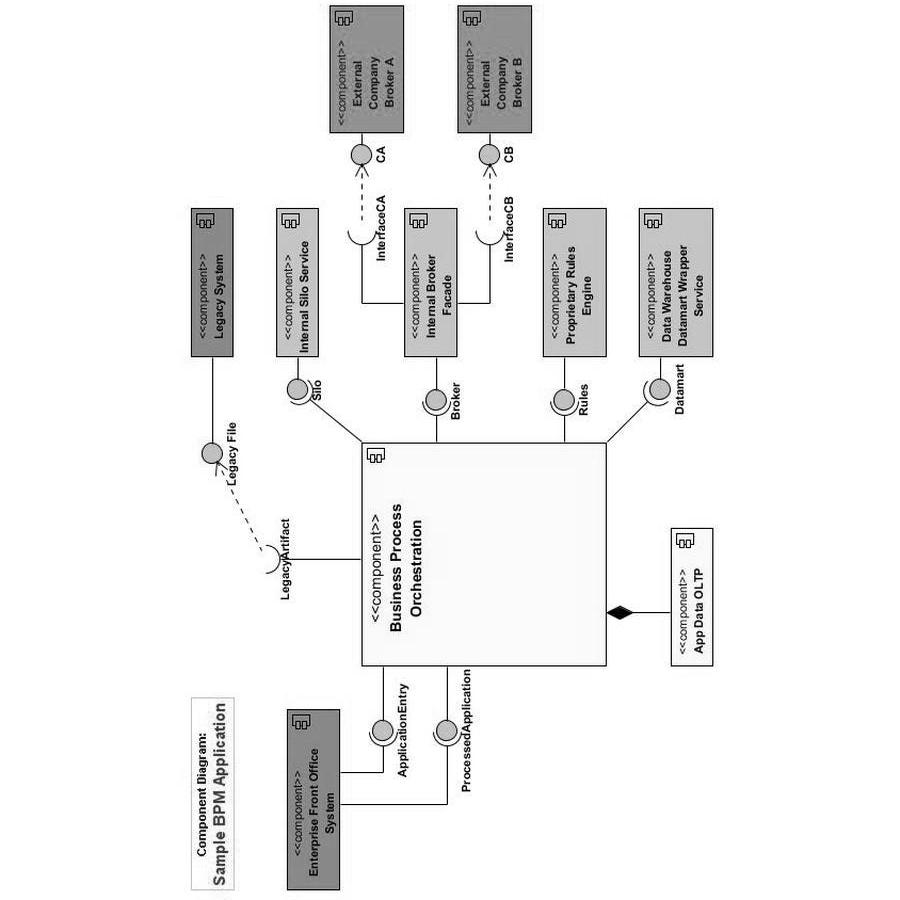 Component Diagram:
Sample BPM Application
<<component>>
Enterprise Front Office
System
ApplicationEntry
ProcessedApplication
<<component>>
Business Process
Orchestration
<<component>>
App Data OLTP
LegacyArtifact
Legacy File
<<component>>
Legacy System
Silo
<<component>>
Internal Silo Service
Broker
<<component>>
Internal Broker
Facade
Rules
<<component>>
Proprietary Rules
Engine
Datamart
<<component>>
Data Warehouse
Datamart Wrapper
Service
InterfaceCA
CA
<<component>>
External
Company
Broker A
InterfaceCB
CB
<<component>>
External
Company
Broker B